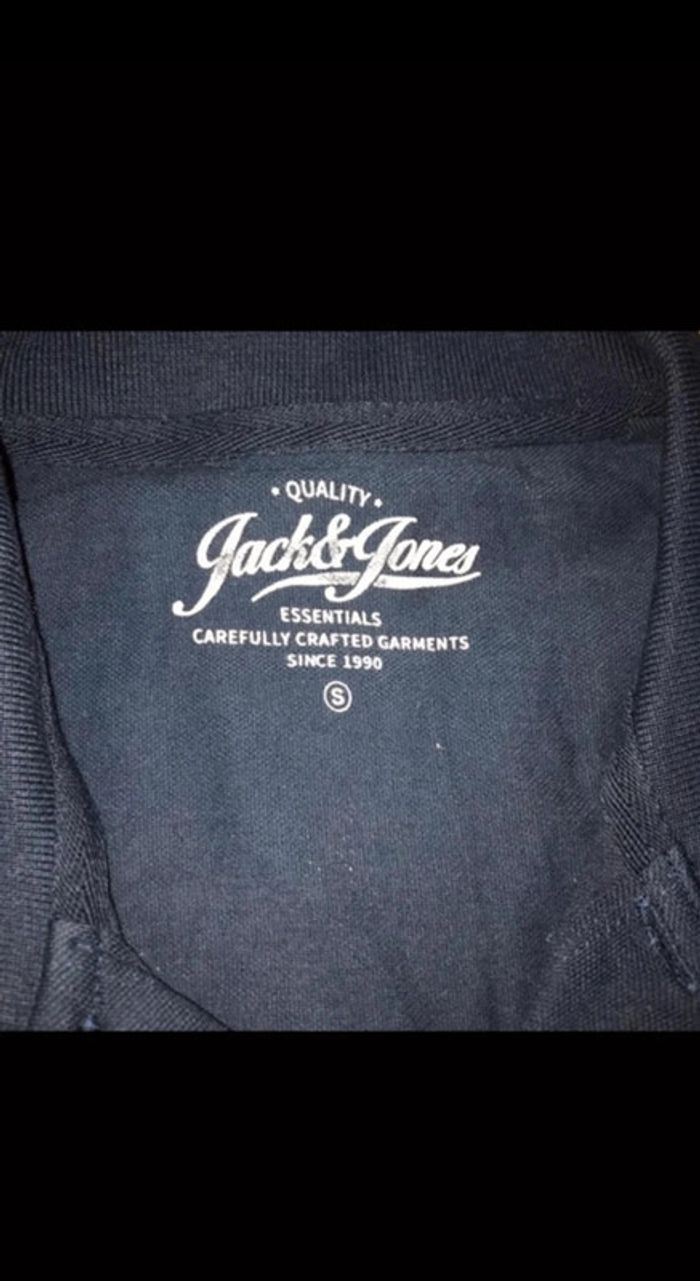 • QUALITY •
Jack&Jones
ESSENTIALS
CAREFULLY CRAFTED GARMENTS
SINCE 1990
S